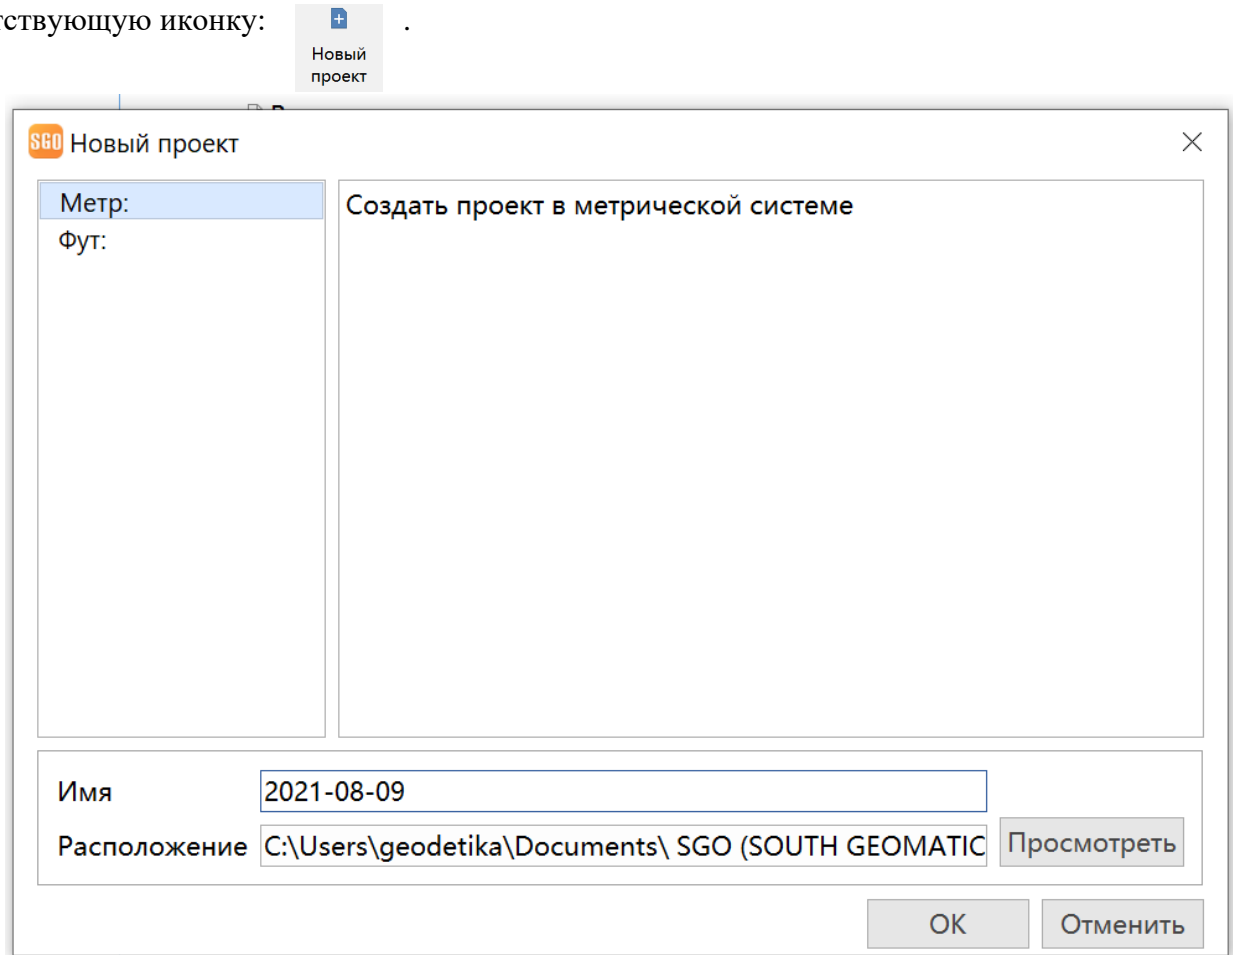 иконку:
.
Новый
проект
SGO Новый проект
Метр:
Фут:
Создать проект в метрической системе
Имя
2021-08-09
Расположение
C:\Users\geodetika\Documents\ SGO (SOUTH GEOMATIC
Просмотреть
OK
Отменить